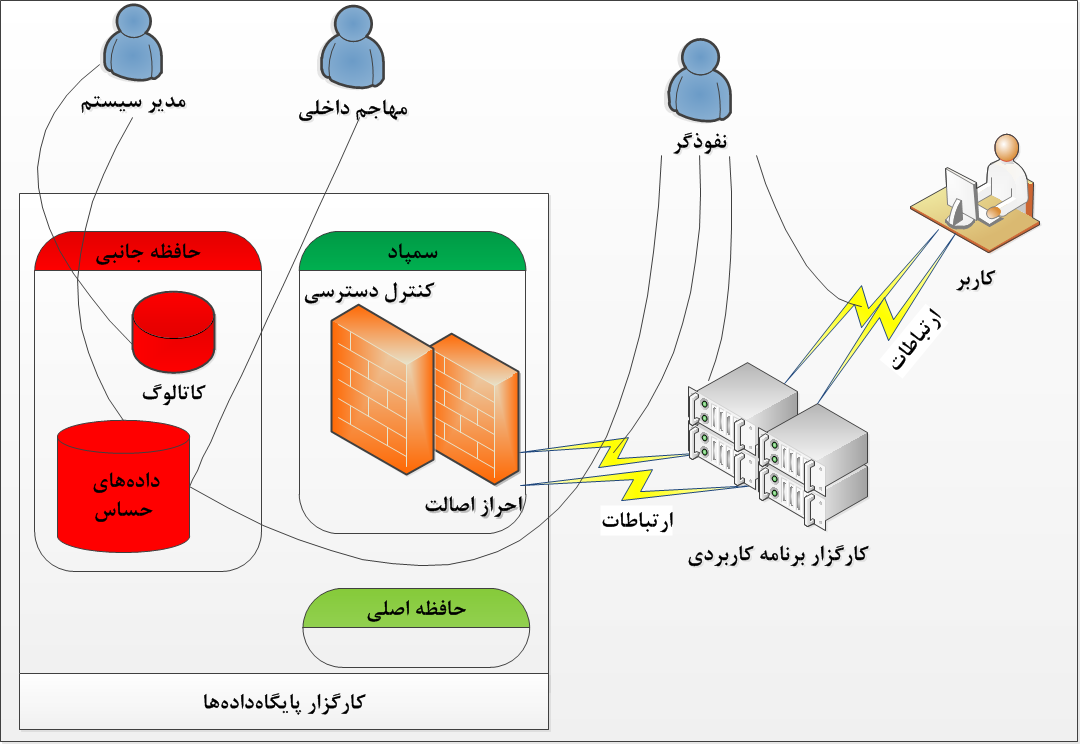 مدیر سیستم
مهاجم داخلی
نفوذگر
کاربر
ارتباطات
حافظه جانبی
سمپاد
کنترل دسترسی
کاتالوگ
داده‌های
حساس
احراز اصالت
ارتباطات
کارگزار برنامه کاربردی
حافظه اصلی
کارگزار پایگاه‌داده‌ها